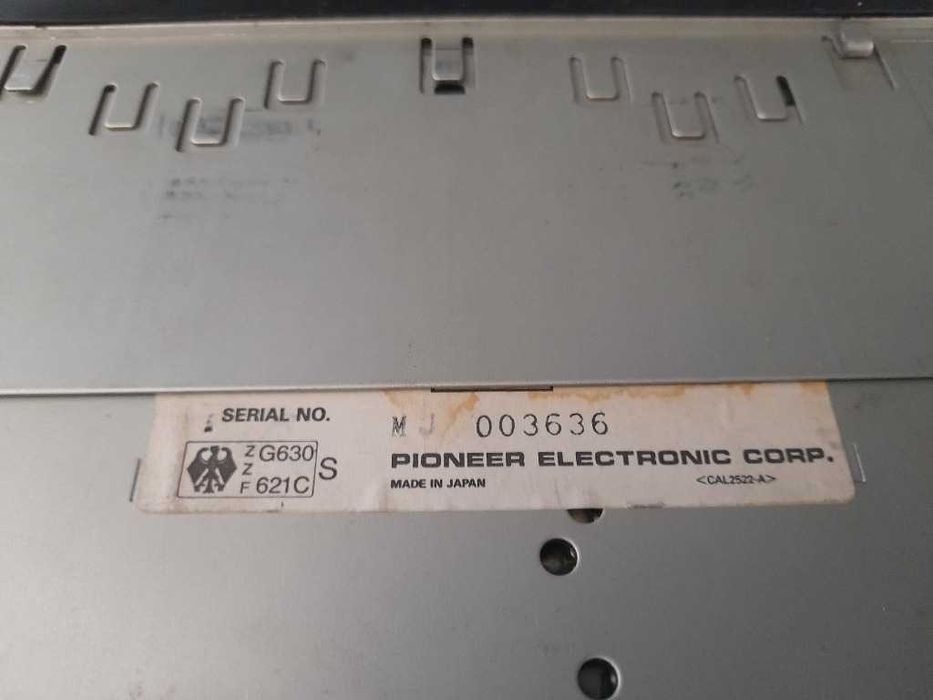 SERIAL NO.
MJ 003636
Z G630
Z S
F 621C
PIONEER ELECTRONIC CORP.
MADE IN JAPAN <CAL2522-A>